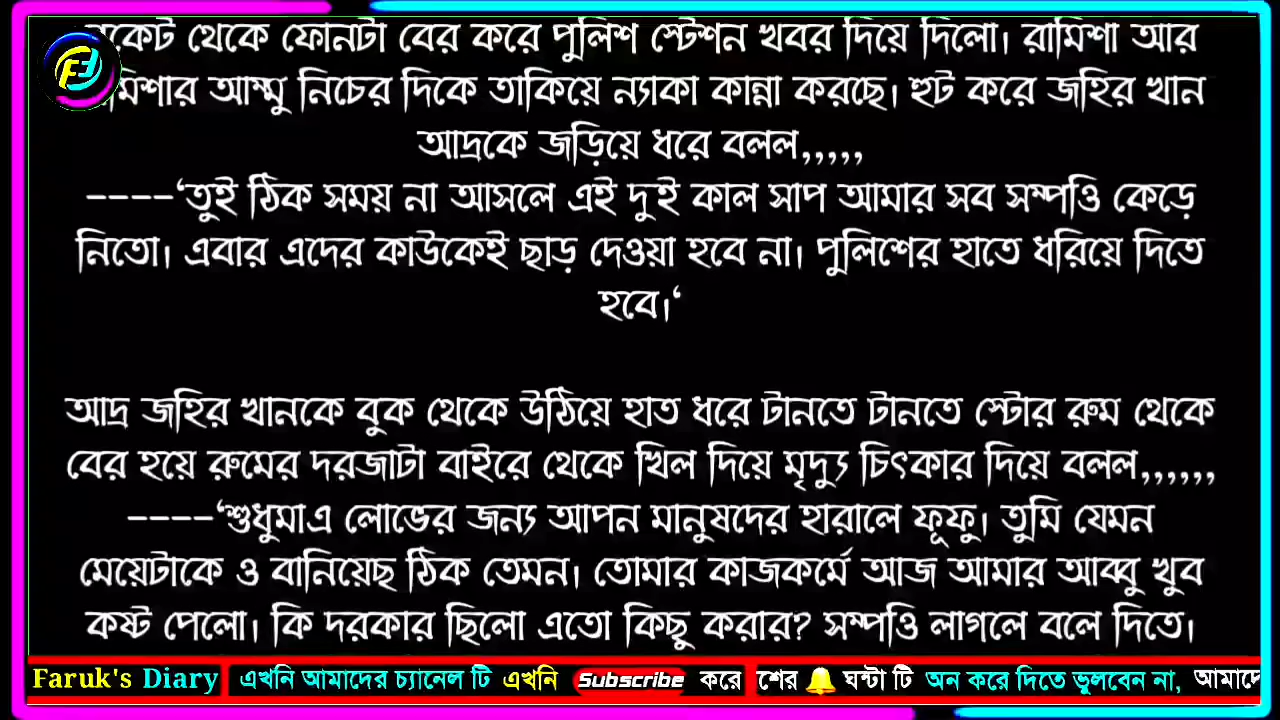 থেকে ফোনটা বের করে পুলিশ স্টেশন খবর দিয়ে দিলো। রামিশা আর
আম্মু নিচের দিকে তাকিয়ে ন্যাকা কান্না করছে। হুট করে জহির খান
আদ্রকে জড়িয়ে ধরে বলল,,,,,
----‘তুই ঠিক সময় না আসলে এই দুই কাল সাপ আমার সব সম্পত্তি কেড়ে
নিতো। এবার এদের কাউকেই ছাড় দেওয়া হবে না। পুলিশের হাতে ধরিয়ে দিতে
হবে।‘
আদ্র জহির খানকে বুক থেকে উঠিয়ে হাত ধরে টানতে টানতে স্টোর রুম থেকে
বের হয়ে রুমের দরজাটা বাইরে থেকে খিল দিয়ে মৃদ্যু চিৎকার দিয়ে বলল,,,,,,
----‘শুধুমাএ লোভের জন্য আপন মানুষদের হারালে ফূফু। তুমি যেমন
মেয়েটাকে ও বানিয়েছ ঠিক তেমন। তোমার কাজকর্মে আজ আমার আব্বু খুব
কষ্ট পেলো। কি দরকার ছিলো এতো কিছু করার? সম্পত্তি লাগলে বলে দিতে।
Faruk's Diary এখনি আমাদের চ্যানেল টি এখনি Subscribe করে শের 🔔 ঘন্টা টি অন করে দিতে ভুলবেন না,